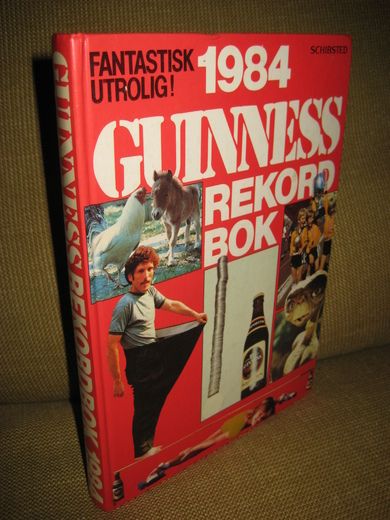 FANTASTISK
UTROLIG!
1984
SCHIBSTED
GUINNESS
REKORD
BOK
GUINNESS REKORDBOK 1984